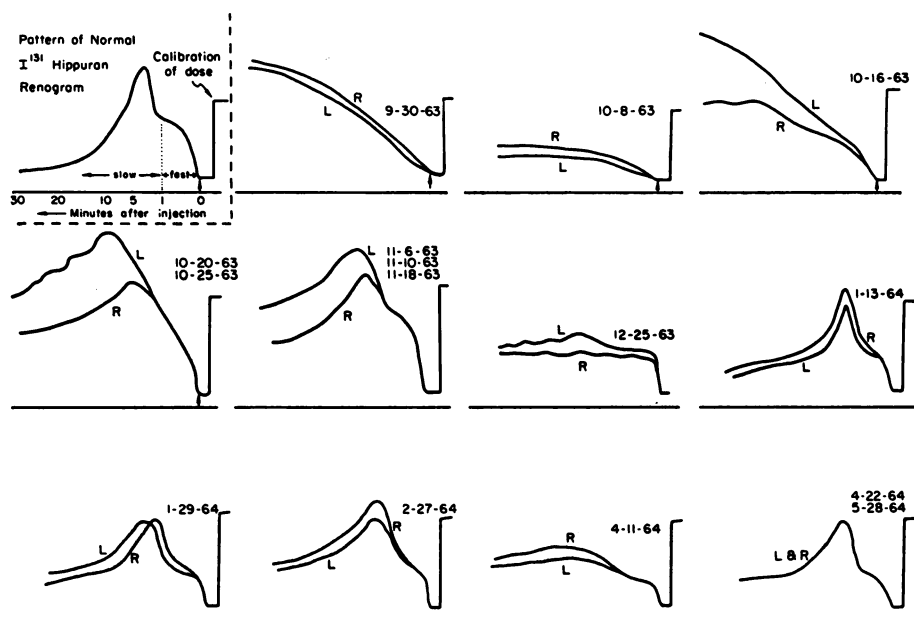 Pattern of Normal
I¹³¹ Hippuran
Renogram
Calibration
of dose
slow
fast
30 20 10 5 0
Minutes after injection
9-30-63
R
L
10-8-63
R
L
10-16-63
L
R
10-20-63
10-25-63
L
R
11-6-63
11-10-63
11-18-63
L
R
12-25-63
L
R
1-13-64
R
L
1-29-64
L
R
2-27-64
R
L
4-11-64
R
L
4-22-64
5-28-64
L & R